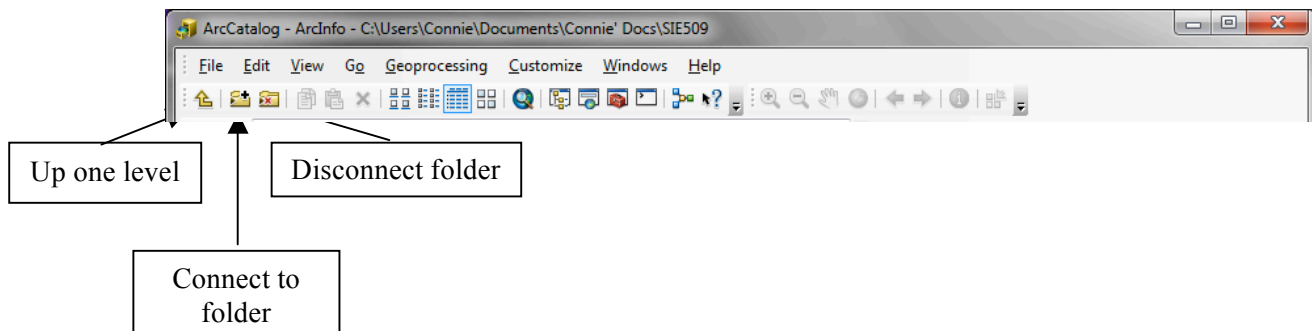 ArcCatalog - ArcInfo - C:\Users\Connie\Documents\Connie' Docs\SIE509
File Edit View Go Geoprocessing Customize Windows Help
Up one level
Disconnect folder
Connect to
folder